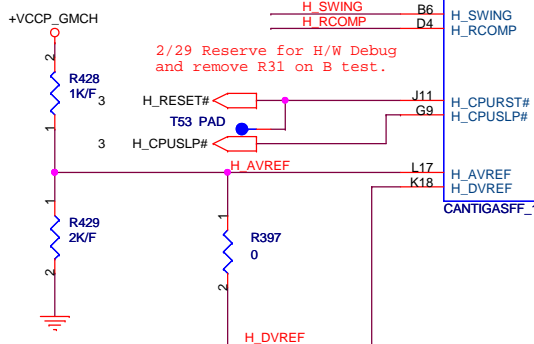 H_SWING B6 H_SWING
+VCCP_GMCH H_RCOMP D4 H_RCOMP
2/29 Reserve for H/W Debug
and remove R31 on B test.
2
R428
1K/F
1
3 H_RESET# J11 H_CPURST#
G9 H_CPUSLP#
T53 PAD
3 H_CPUSLP#
H_AVREF L17 H_AVREF
K18 H_DVREF
CANTIGASFF_1
1
R429
2K/F
2
1
R397
0
2
H_DVREF